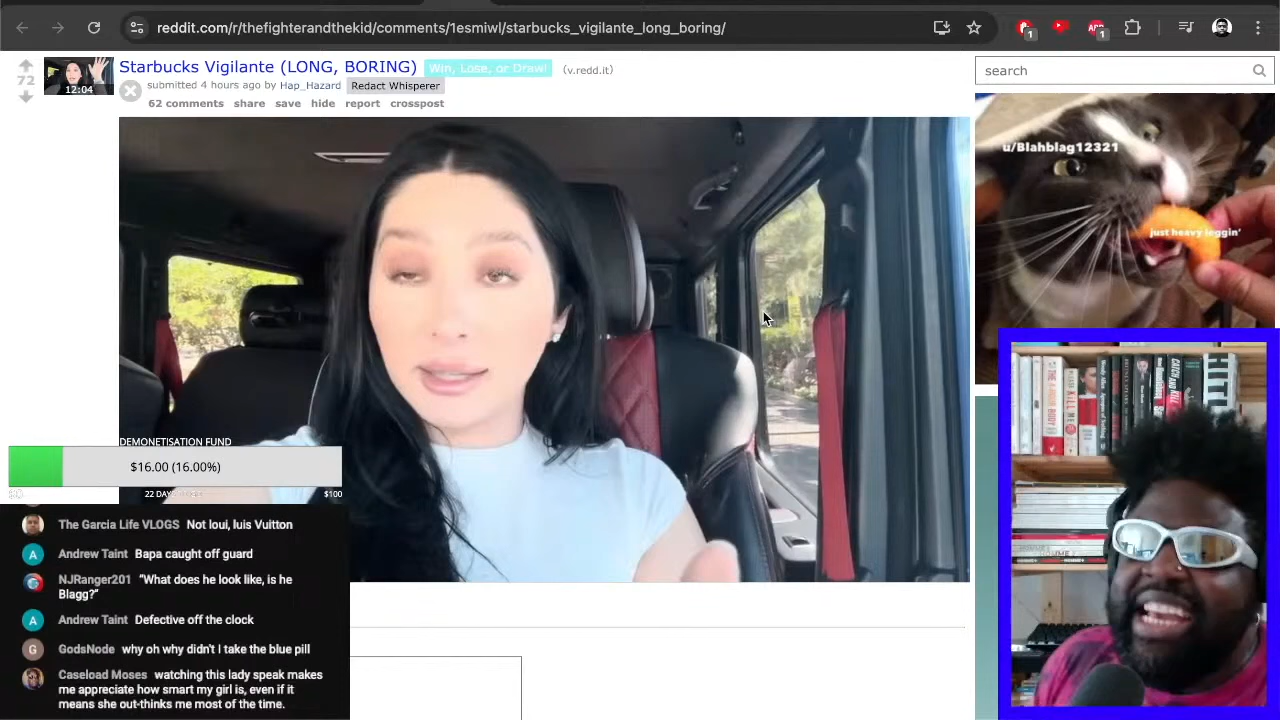 reddit.com/r/thefighterandthekid/comments/1esmiwl/starbucks_vigilante_long_boring/
1
1
72
12:04
Starbucks Vigilante (LONG, BORING) Win, Lose, or Draw! (v.redd.it)
submitted 4 hours ago by Hap_Hazard Redact Whisperer
62 comments share save hide report crosspost
search
u/Blahblag12321
just heavy leggin'
DEMONETISATION FUND
$16.00 (16.00%)
$100
The Garcia Life VLOGS Not loui, luis Vuitton
Andrew Taint Bapa caught off guard
NJRanger201 “What does he look like, is he
Blagg?”
Andrew Taint Defective off the clock
GodsNode why oh why didn't I take the blue pill
Caseload Moses watching this lady speak makes
me appreciate how smart my girl is, even if it
means she out-thinks me most of the time.
A
A
G